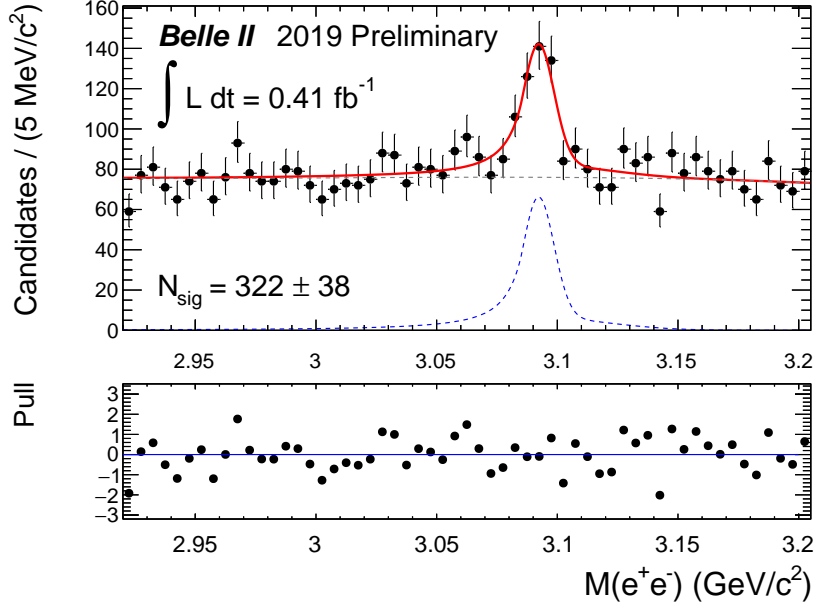 Belle II 2019 Preliminary
∫ L dt = 0.41 fb⁻¹
N_sig = 322 ± 38
Candidates / (5 MeV/c²)
160
140
120
100
80
60
40
20
0
2.95 3 3.05 3.1 3.15 3.2
Pull
3
2
1
0
−1
−2
−3
2.95 3 3.05 3.1 3.15 3.2
M(e⁺e⁻) (GeV/c²)